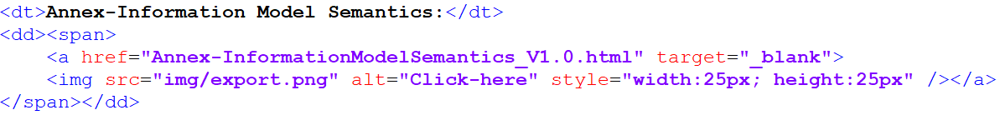 <dt>Annex-Information Model Semantics:</dt>
<dd><span>
    <a href="Annex-InformationModelSemantics_V1.0.html" target="_blank">
    <img src="img/export.png" alt="Click-here" style="width:25px; height:25px" /></a>
</span></dd>